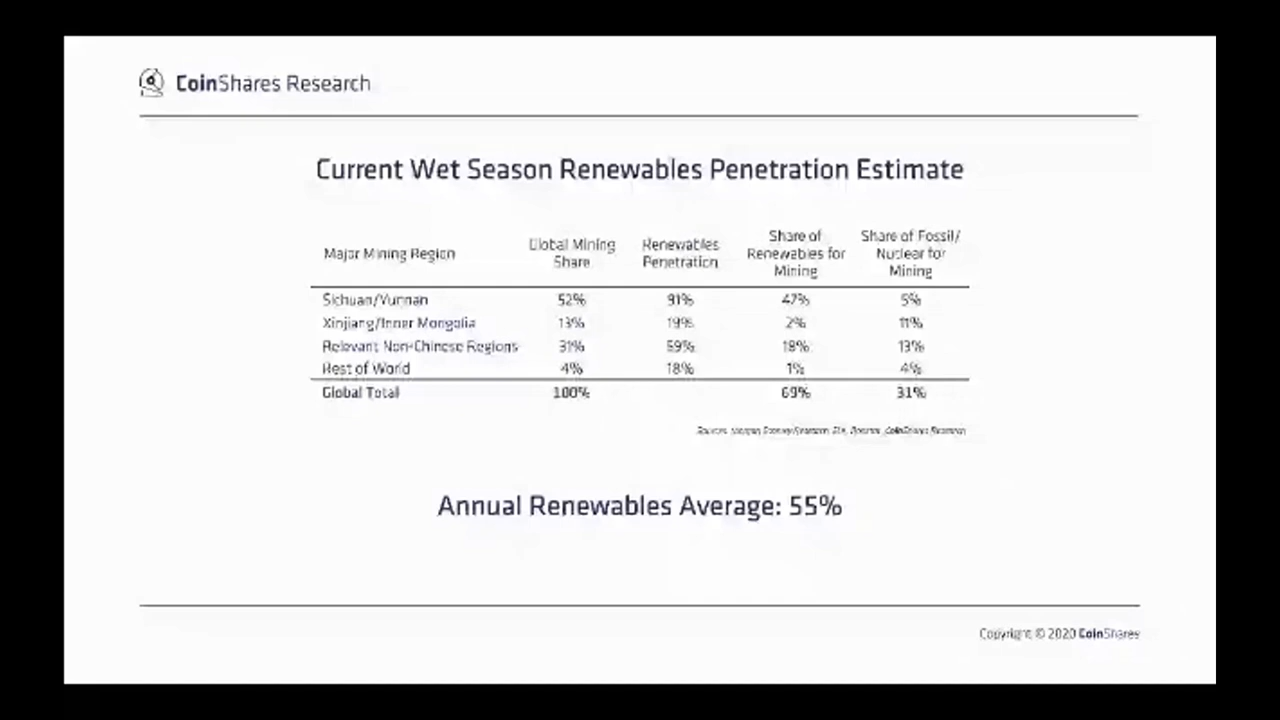 CoinShares Research
Current Wet Season Renewables Penetration Estimate
Major Mining Region
Global Mining
Share
Renewables
Penetration
Share of
Renewables for
Mining
Share of Fossil/
Nuclear for
Mining
Sichuan/Yunnan 52% 91% 47% 5%
Xinjiang/Inner Mongolia 13% 19% 2% 11%
Relevant Non-Chinese Regions 31% 59% 18% 13%
Rest of World 4% 18% 1% 4%
Global Total 100% 69% 31%
CoinShares Research
Annual Renewables Average: 55%
Copyright © 2020 CoinShares